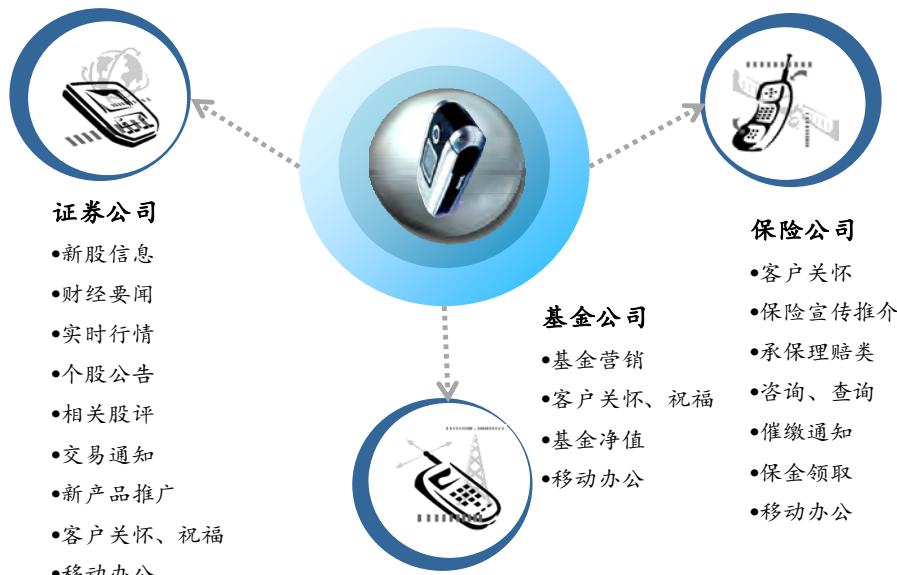 证券公司
•新股信息
•财经要闻
•实时行情
•个股公告
•相关股评
•交易通知
•新产品推广
•客户关怀、祝福
•移动办公
基金公司
•基金营销
•客户关怀、祝福
•基金净值
•移动办公
保险公司
•客户关怀
•保险宣传推介
•承保理赔类
•咨询、查询
•催缴通知
•保金领取
•移动办公